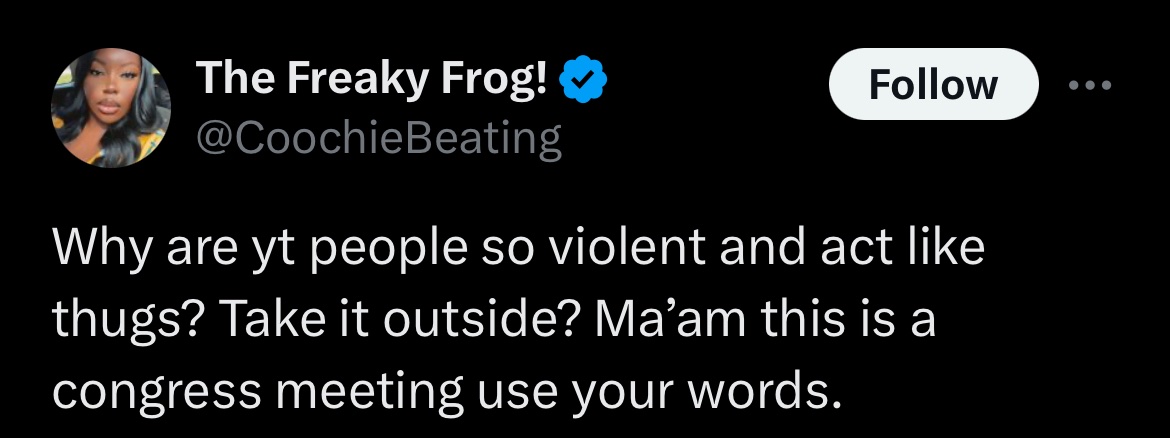 The Freaky Frog!
@CoochieBeating
Follow
Why are yt people so violent and act like
thugs? Take it outside? Ma’am this is a
congress meeting use your words.